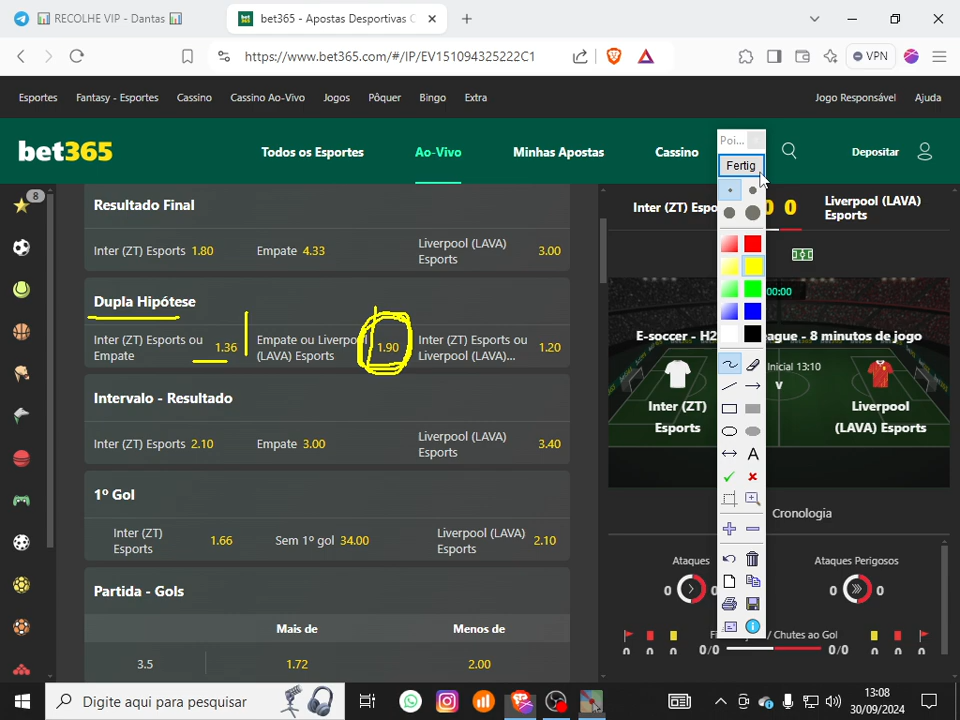 RECOLHE VIP - Dantas
bet365 - Apostas Desportivas
https://www.bet365.com/#/IP/EV151094325222C1
VPN
Esportes
Fantasy - Esportes
Cassino
Cassino Ao-Vivo
Jogos
Pôquer
Bingo
Extra
Jogo Responsável
Ajuda
bet365
Todos os Esportes
Ao-Vivo
Minhas Apostas
Cassino
Depositar
Poi...
Fertig
8
Resultado Final
Inter (ZT) Esports 1.80
Empate 4.33
Liverpool (LAVA)
Esports
3.00
Dupla Hipótese
Inter (ZT) Esports ou
Empate
1.36
Empate ou Liverpool
(LAVA) Esports
1.90
Inter (ZT) Esports ou
Liverpool (LAVA)...
1.20
Intervalo - Resultado
Inter (ZT) Esports 2.10
Empate 3.00
Liverpool (LAVA)
Esports
3.40
1º Gol
Inter (ZT)
Esports
1.66
Sem 1º gol 34.00
Liverpool (LAVA)
Esports
2.10
Partida - Gols
Mais de
Menos de
3.5
1.72
2.00
Inter (ZT)
0 0
Liverpool (LAVA)
Esports
00:00
E-soccer - H2
ague - 8 minutos de jogo
Inicial 13:10
v
Inter (ZT)
Esports
Liverpool
(LAVA) Esports
Cronologia
Ataques
0
Ataques Perigosos
0
0
/ Chutes ao Gol
0
0
0
0/0
0/0
0
0
0
A
Digite aqui para pesquisar
13:08
30/09/2024